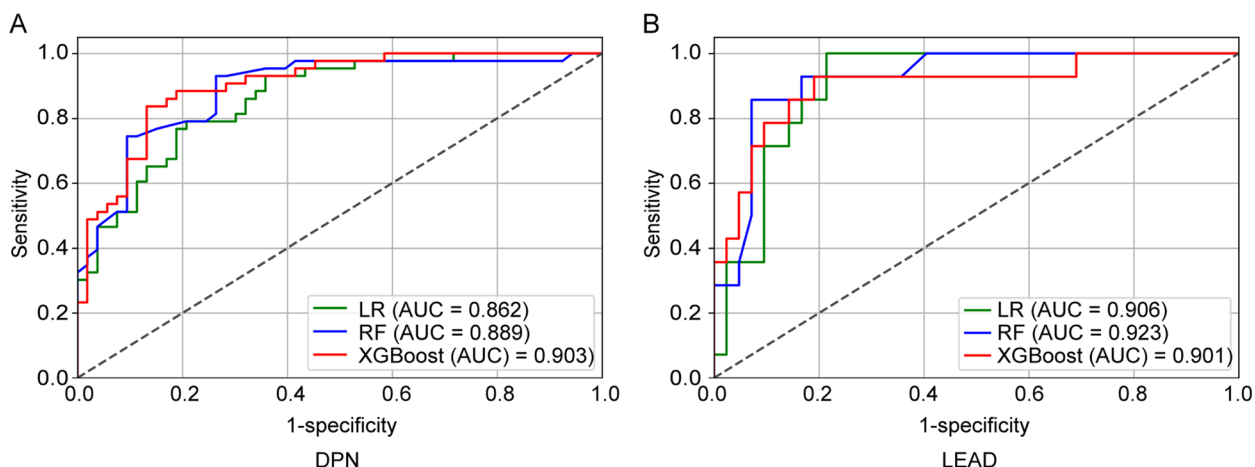 A
Sensitivity
1.0
0.8
0.6
0.4
0.2
0.0
LR (AUC = 0.862)
RF (AUC = 0.889)
XGBoost (AUC) = 0.903)
0.0 0.2 0.4 0.6 0.8 1.0
1-specificity
DPN
B
Sensitivity
1.0
0.8
0.6
0.4
0.2
0.0
LR (AUC = 0.906)
RF (AUC = 0.923)
XGBoost (AUC) = 0.901)
0.0 0.2 0.4 0.6 0.8 1.0
1-specificity
LEAD